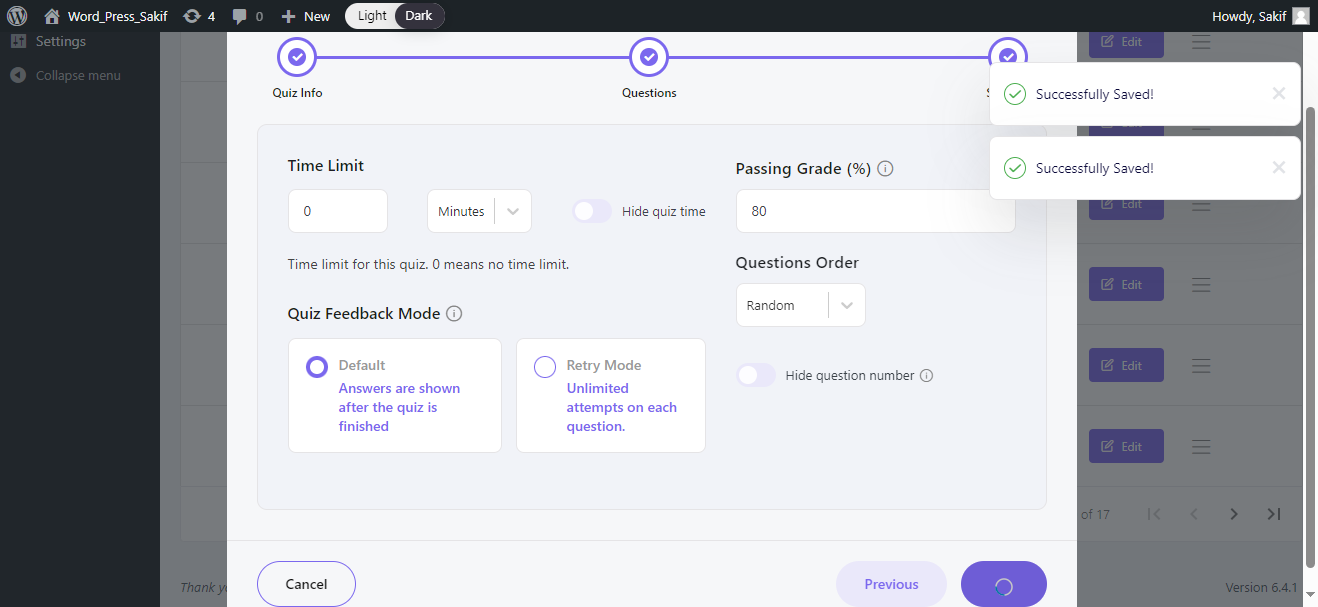 Word_Press_Sakif 4 0 New Light Dark Howdy, Sakif
Settings
Collapse menu
Edit
Quiz Info
Questions
Successfully Saved!
Successfully Saved!
Time Limit
0
Minutes
Hide quiz time
Time limit for this quiz. 0 means no time limit.
Quiz Feedback Mode
Default
Answers are shown
after the quiz is
finished
Retry Mode
Unlimited
attempts on each
question.
Passing Grade (%)
80
Questions Order
Random
Hide question number
Edit
Edit
Edit
Edit
of 17
Cancel
Previous
Version 6.4.1